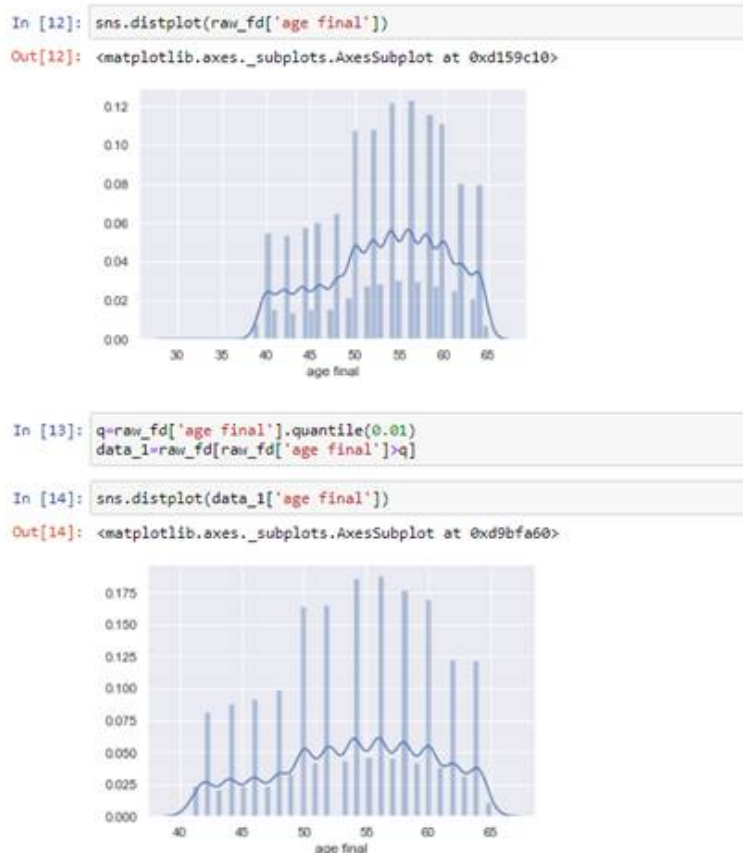 In [12]: sns.distplot(raw_fd['age final'])
Out[12]: <matplotlib.axes._subplots.AxesSubplot at 0xd159c10>
0.12
0.10
0.08
0.06
0.04
0.02
0.00
30 35 40 45 50 55 60 65
age final
In [13]: q=raw_fd['age final'].quantile(0.01)
data_1=raw_fd[raw_fd['age final']>q]
In [14]: sns.distplot(data_1['age final'])
Out[14]: <matplotlib.axes._subplots.AxesSubplot at 0xd9bfa60>
0.175
0.150
0.125
0.100
0.075
0.050
0.025
0.000
40 45 50 55 60 65
age final